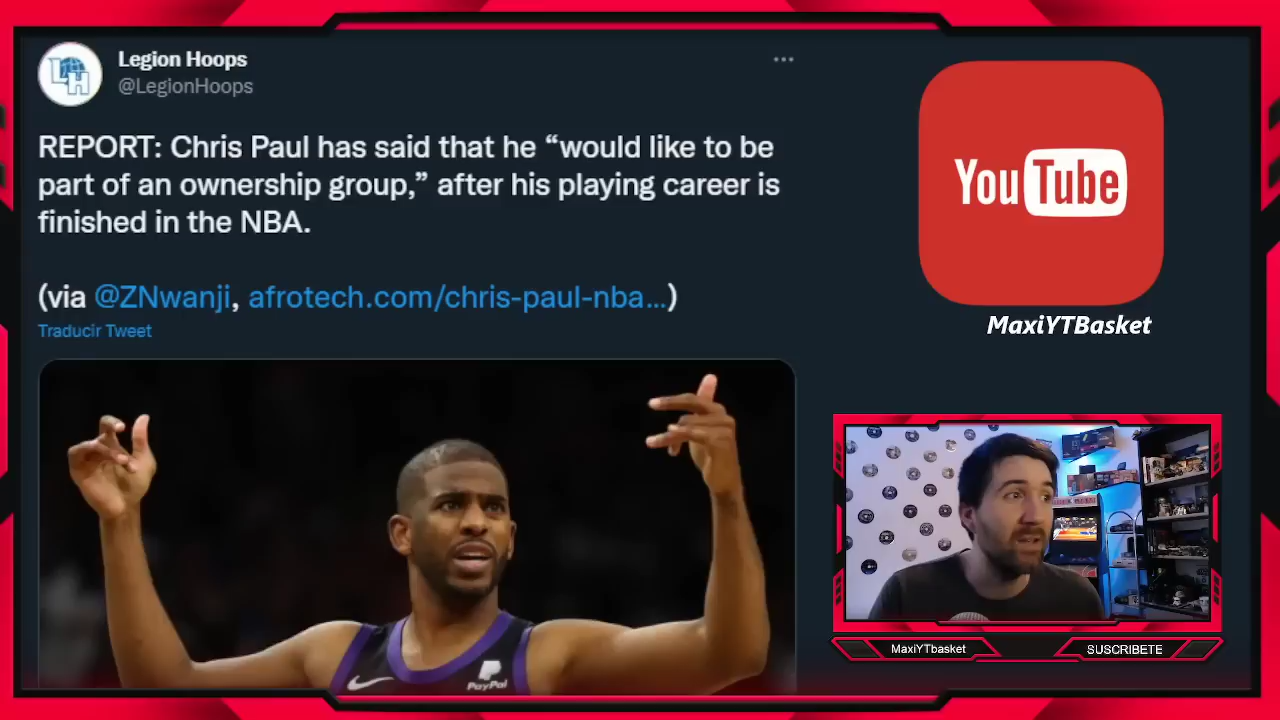 Legion Hoops
@LegionHoops
REPORT: Chris Paul has said that he “would like to be
part of an ownership group,” after his playing career is
finished in the NBA.
(via @ZNwanji, afrotech.com/chris-paul-nba...)
Traducir Tweet
PayPal
YouTube
MaxiYTBasket
MaxiYTbasket
SUSCRIBETE